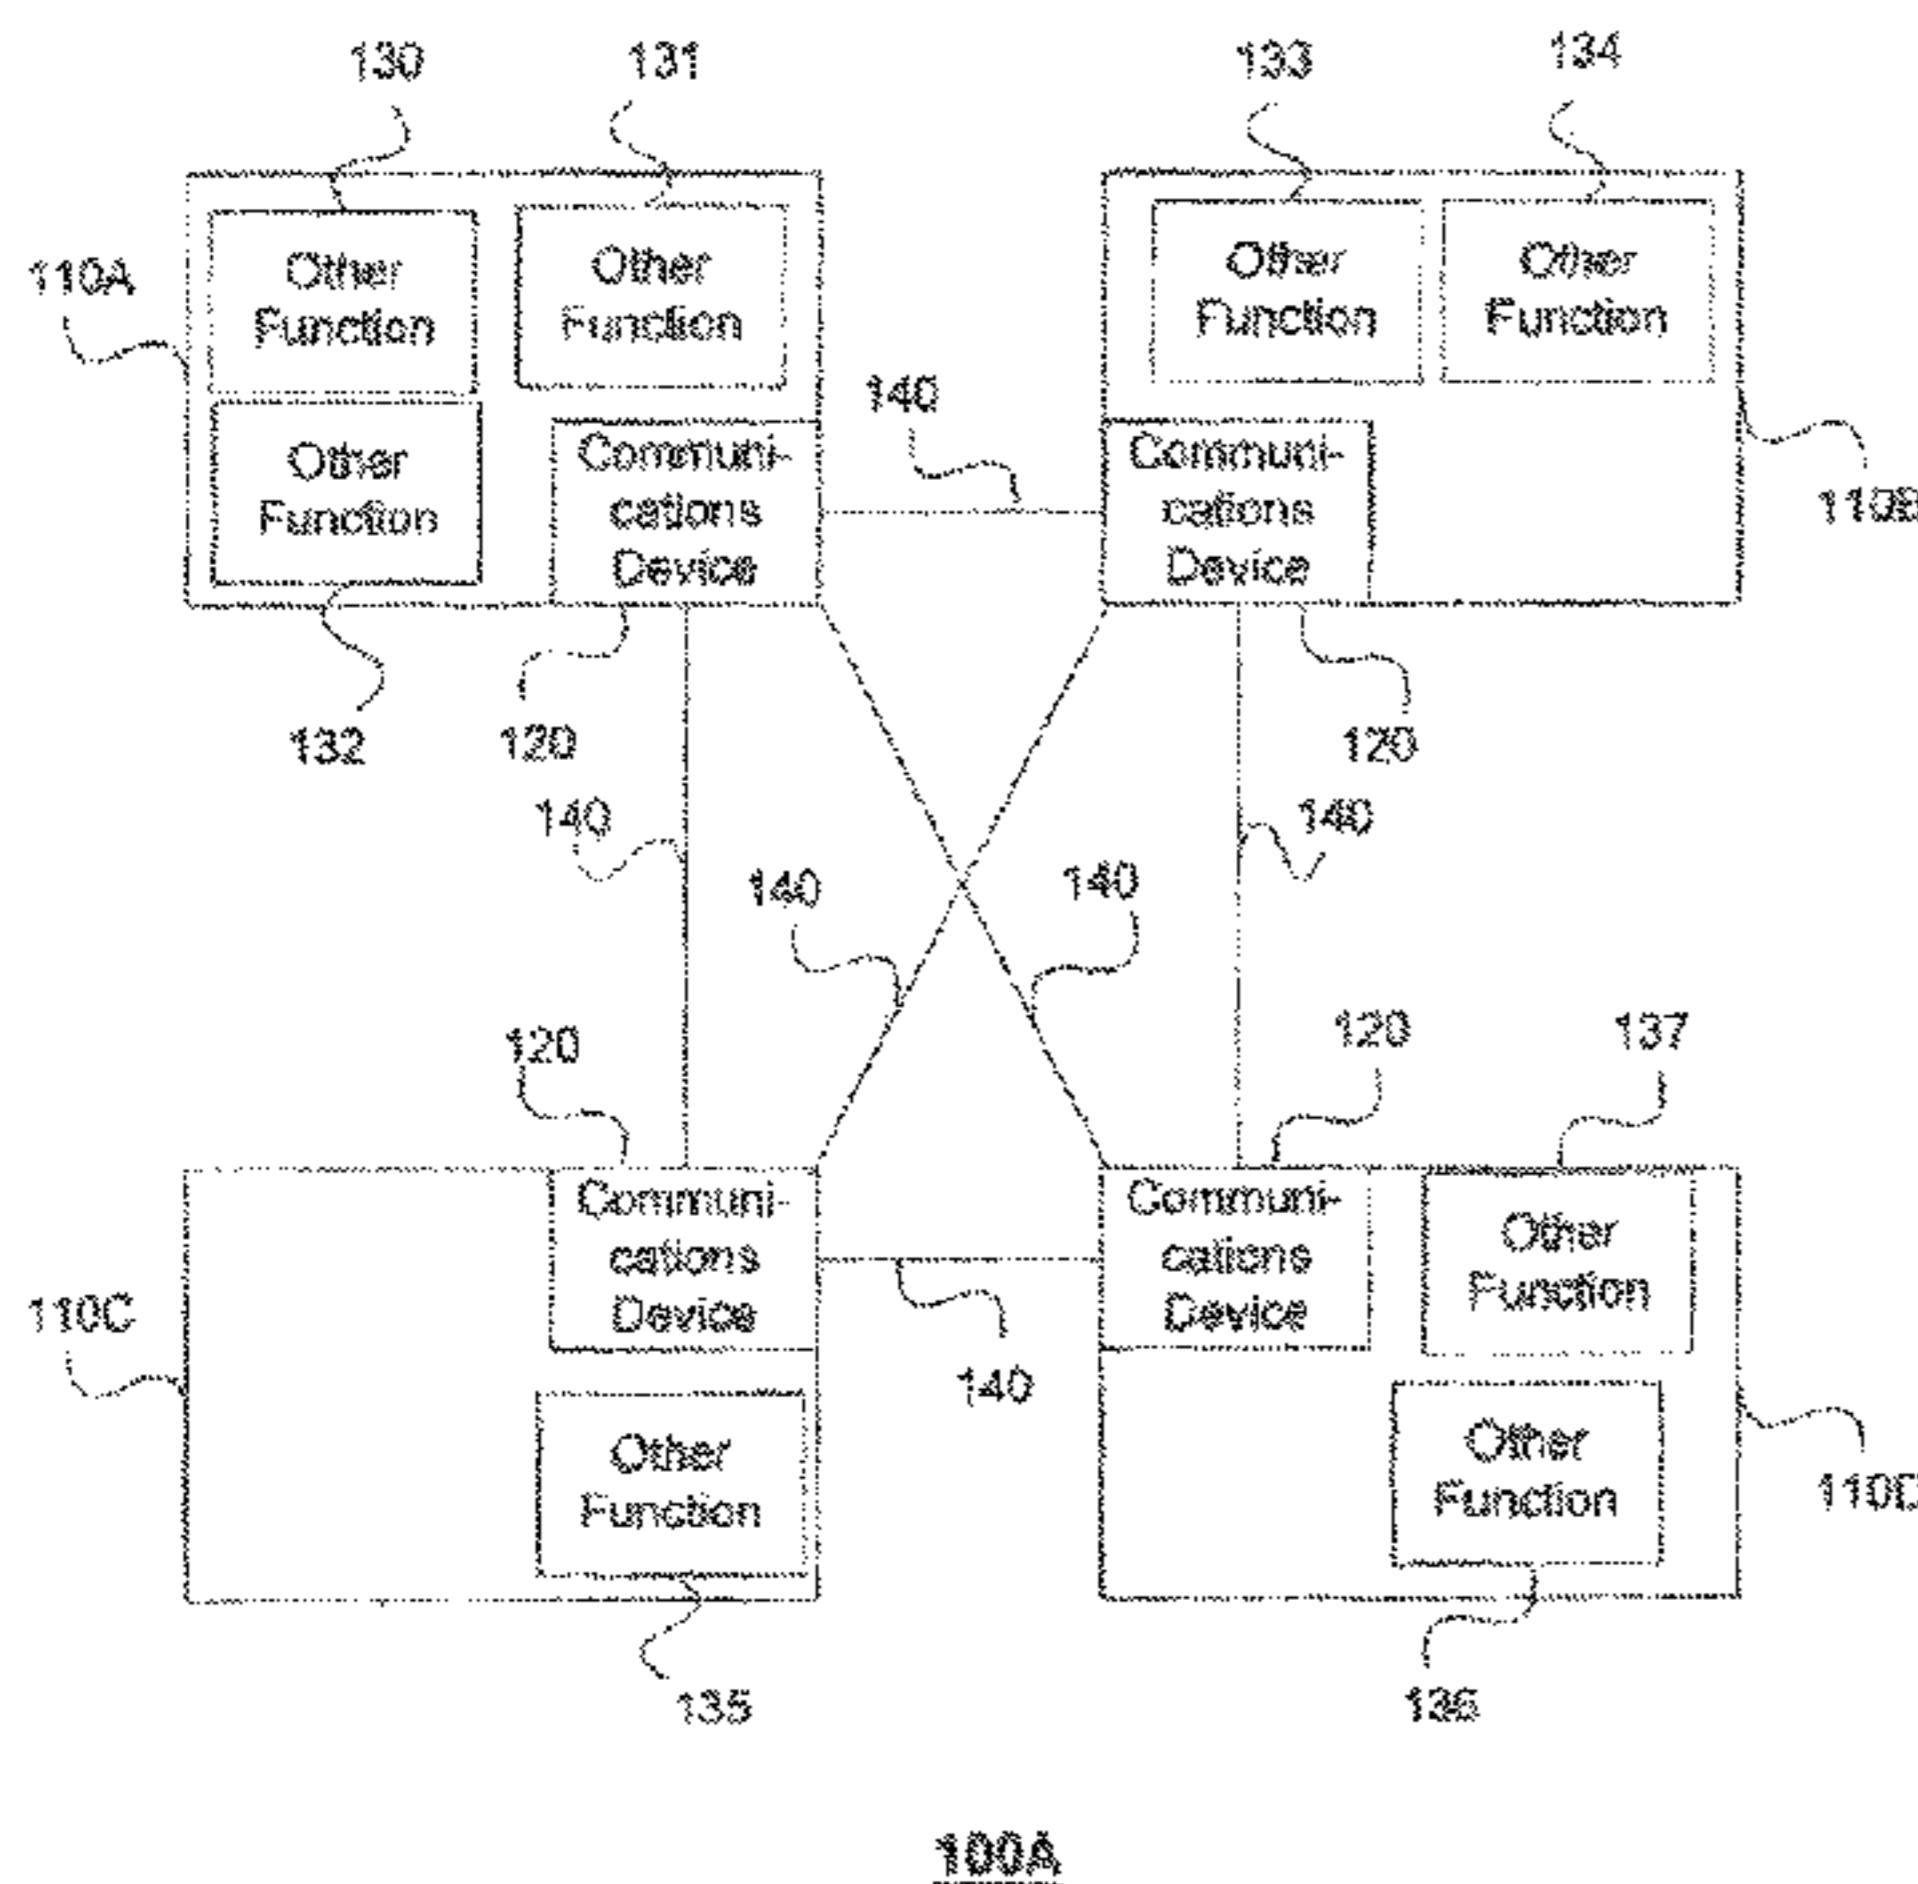 130
131
133
134
Other
Function
Other
Function
Other
Function
Other
Function
110A
140
Other
Function
Communi-
cations
Device
Communi-
cations
Device
110B
132
120
120
140
140
140
140
120
120
137
Communi-
cations
Device
Communi-
cations
Device
Other
Function
110C
140
Other
Function
Other
Function
110D
135
136
100A